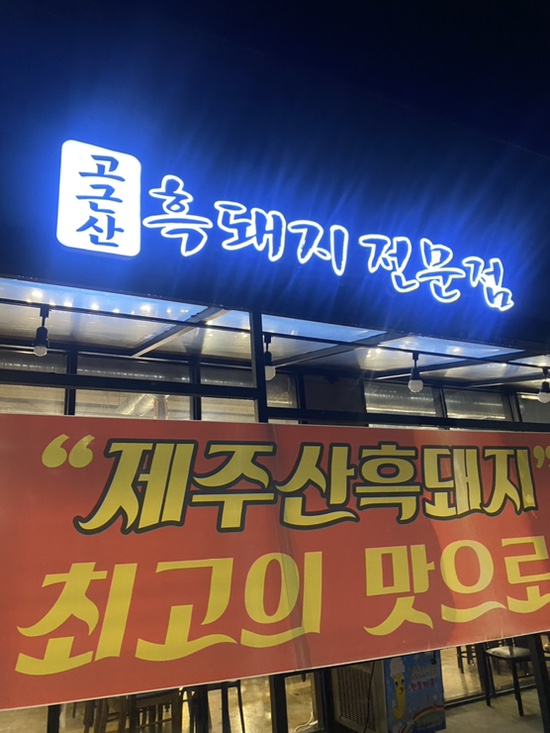 고근산
흑돼지 전문점
“제주산흑돼지”
최고의 맛으로